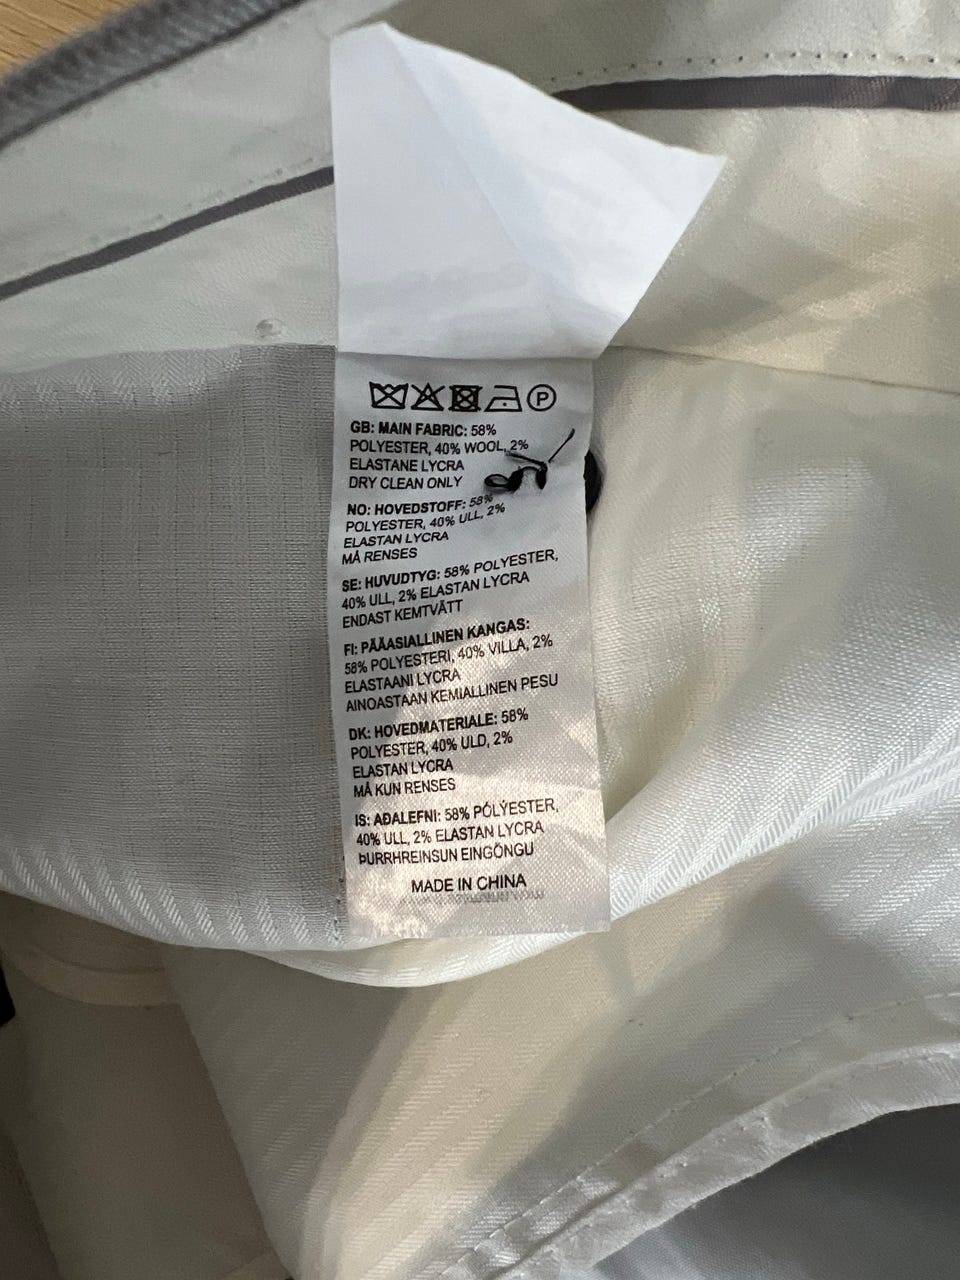 P
GB: MAIN FABRIC: 58%
POLYESTER, 40% WOOL, 2%
ELASTANE LYCRA
DRY CLEAN ONLY
NO: HOVEDSTOFF: 58%
POLYESTER, 40% ULL, 2%
ELASTAN LYCRA
MÅ RENSES
SE: HUVUDTYG: 58% POLYESTER,
40% ULL, 2% ELASTAN LYCRA
ENDAST KEMTVÄTT
FI: PÄÄASIALLINEN KANGAS:
58% POLYESTERI, 40% VILLA, 2%
ELASTAANI LYCRA
AINOASTAAN KEMIALLINEN PESU
DK: HOVEDMATERIALE: 58%
POLYESTER, 40% ULD, 2%
ELASTAN LYCRA
MÅ KUN RENSES
IS: AÐALEFNI: 58% PÓLÝESTER,
40% ULL, 2% ELASTAN LYCRA
ÞURRHREINSUN EINGÖNGU
MADE IN CHINA